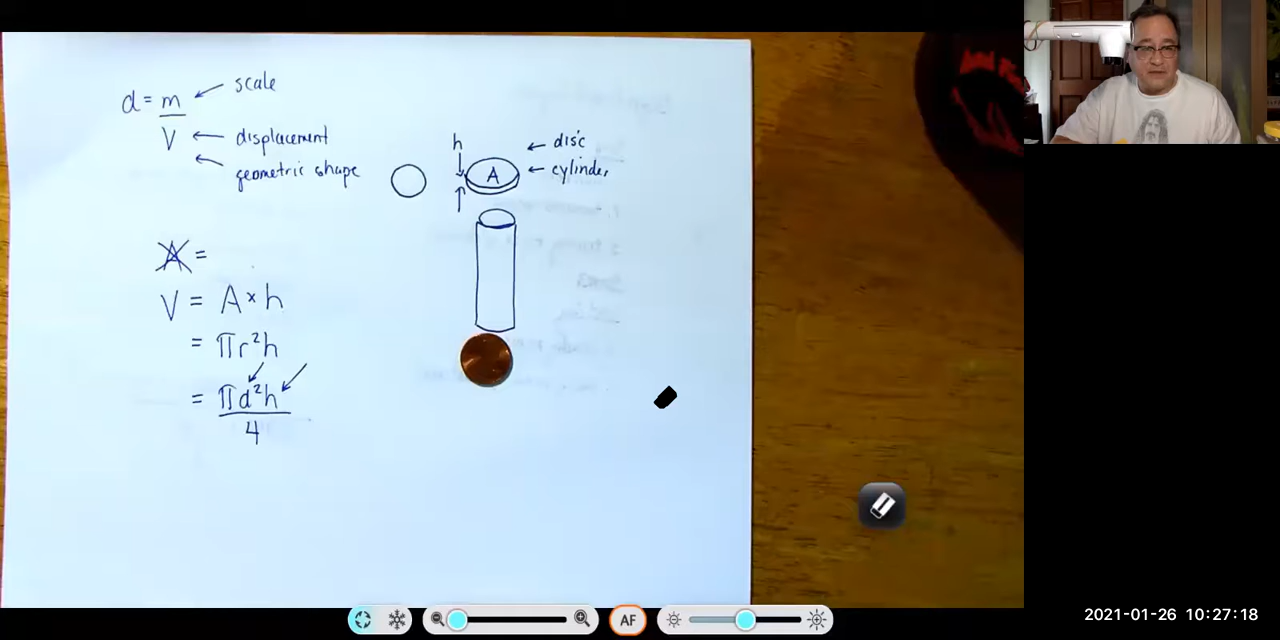 d = m ← scale
V ← displacement
← geometric shape
h
← disc
A
← cylinder
A =
V = A × h
= πr²h
= πd²h
4
AF
2021-01-26 10:27:18